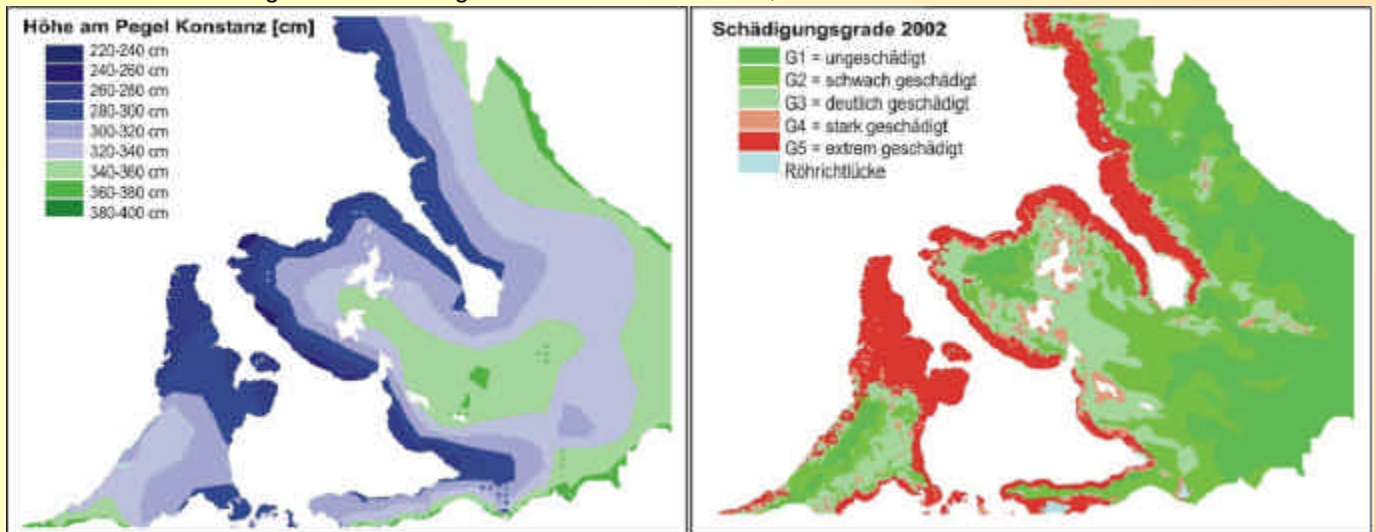 Höhe am Pegel Konstanz [cm]
220-240 cm
240-260 cm
260-280 cm
280-300 cm
300-320 cm
320-340 cm
340-360 cm
360-380 cm
380-400 cm
Schädigungsgrade 2002
G1 = ungeschädigt
G2 = schwach geschädigt
G3 = deutlich geschädigt
G4 = stark geschädigt
G5 = extrem geschädigt
Röhrichtlücke